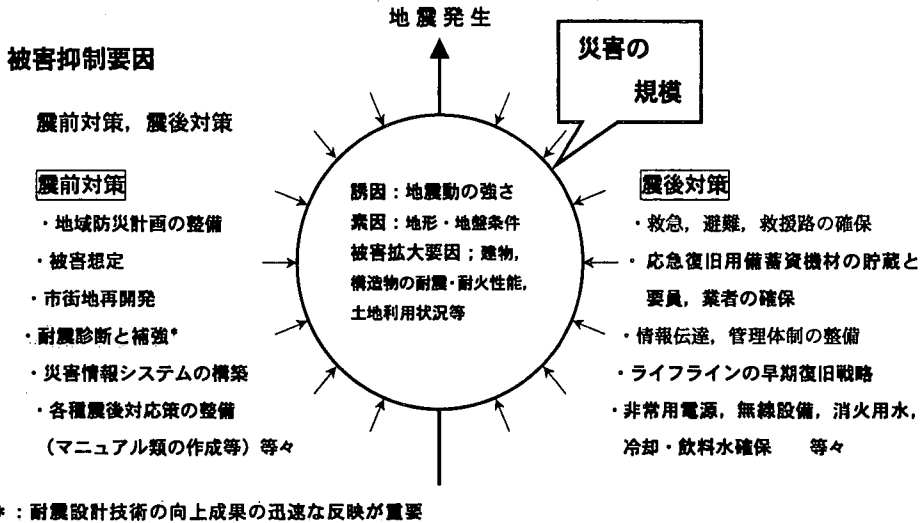 地震発生
被害抑制要因
災害の
規模
震前対策，震後対策
震前対策
・地域防災計画の整備
・被害想定
・市街地再開発
・耐震診断と補強*
・災害情報システムの構築
・各種震後対応策の整備
（マニュアル類の作成等）等々
誘因：地震動の強さ
素因：地形・地盤条件
被害拡大要因；建物，
構造物の耐震・耐火性能，
土地利用状況等
震後対策
・救急，避難，救援路の確保
・応急復旧用備蓄資機材の貯蔵と
要員，業者の確保
・情報伝達，管理体制の整備
・ライフラインの早期復旧戦略
・非常用電源，無線設備，消火用水，
冷却・飲料水確保　　等々
*：耐震設計技術の向上成果の迅速な反映が重要